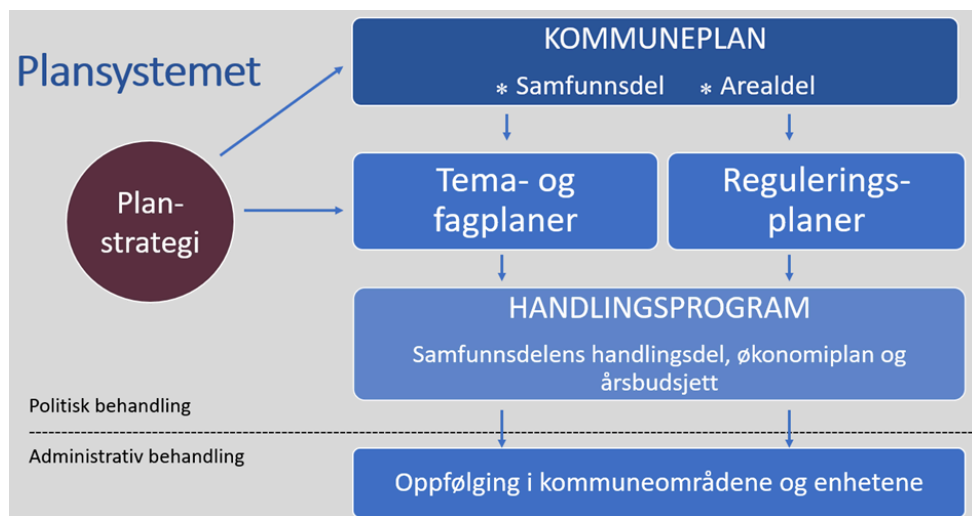 Plansystemet
KOMMUNEPLAN
* Samfunnsdel * Arealdel
Plan-
strategi
Tema- og
fagplaner
Regulerings-
planer
HANDLINGSPROGRAM
Samfunnsdelens handlingsdel, økonomiplan og
årsbudsjett
Politisk behandling
Administrativ behandling
Oppfølging i kommuneområdene og enhetene